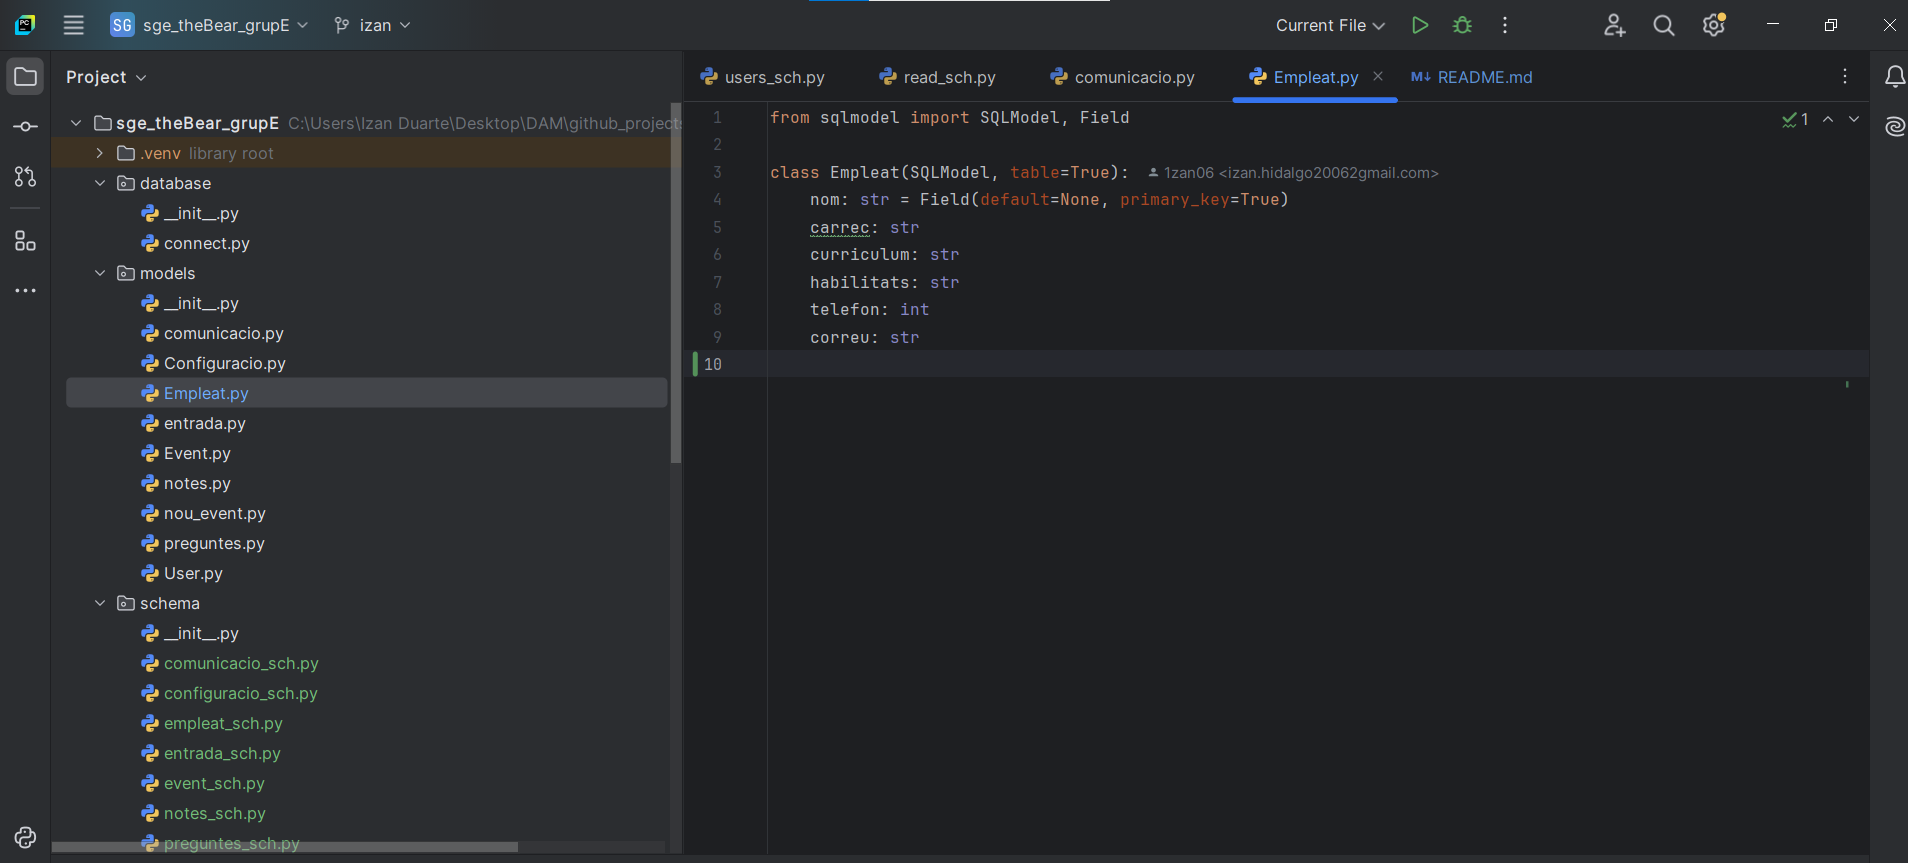 PC
SG sge_theBear_grupE izan Current File
Project
sge_theBear_grupE C:\Users\Izan Duarte\Desktop\DAM\github_projects
.venv library root
database
__init__.py
connect.py
models
__init__.py
comunicacio.py
Configuracio.py
Empleat.py
entrada.py
Event.py
notes.py
nou_event.py
preguntes.py
User.py
schema
__init__.py
comunicacio_sch.py
configuracio_sch.py
empleat_sch.py
entrada_sch.py
event_sch.py
notes_sch.py
preguntes_sch.py
users_sch.py read_sch.py comunicacio.py Empleat.py M↓ README.md
1 from sqlmodel import SQLModel, Field
2
3 class Empleat(SQLModel, table=True): 1zan06 <izan.hidalgo20062gmail.com>
4 nom: str = Field(default=None, primary_key=True)
5 carrec: str
6 curriculum: str
7 habilitats: str
8 telefon: int
9 correu: str
10
1